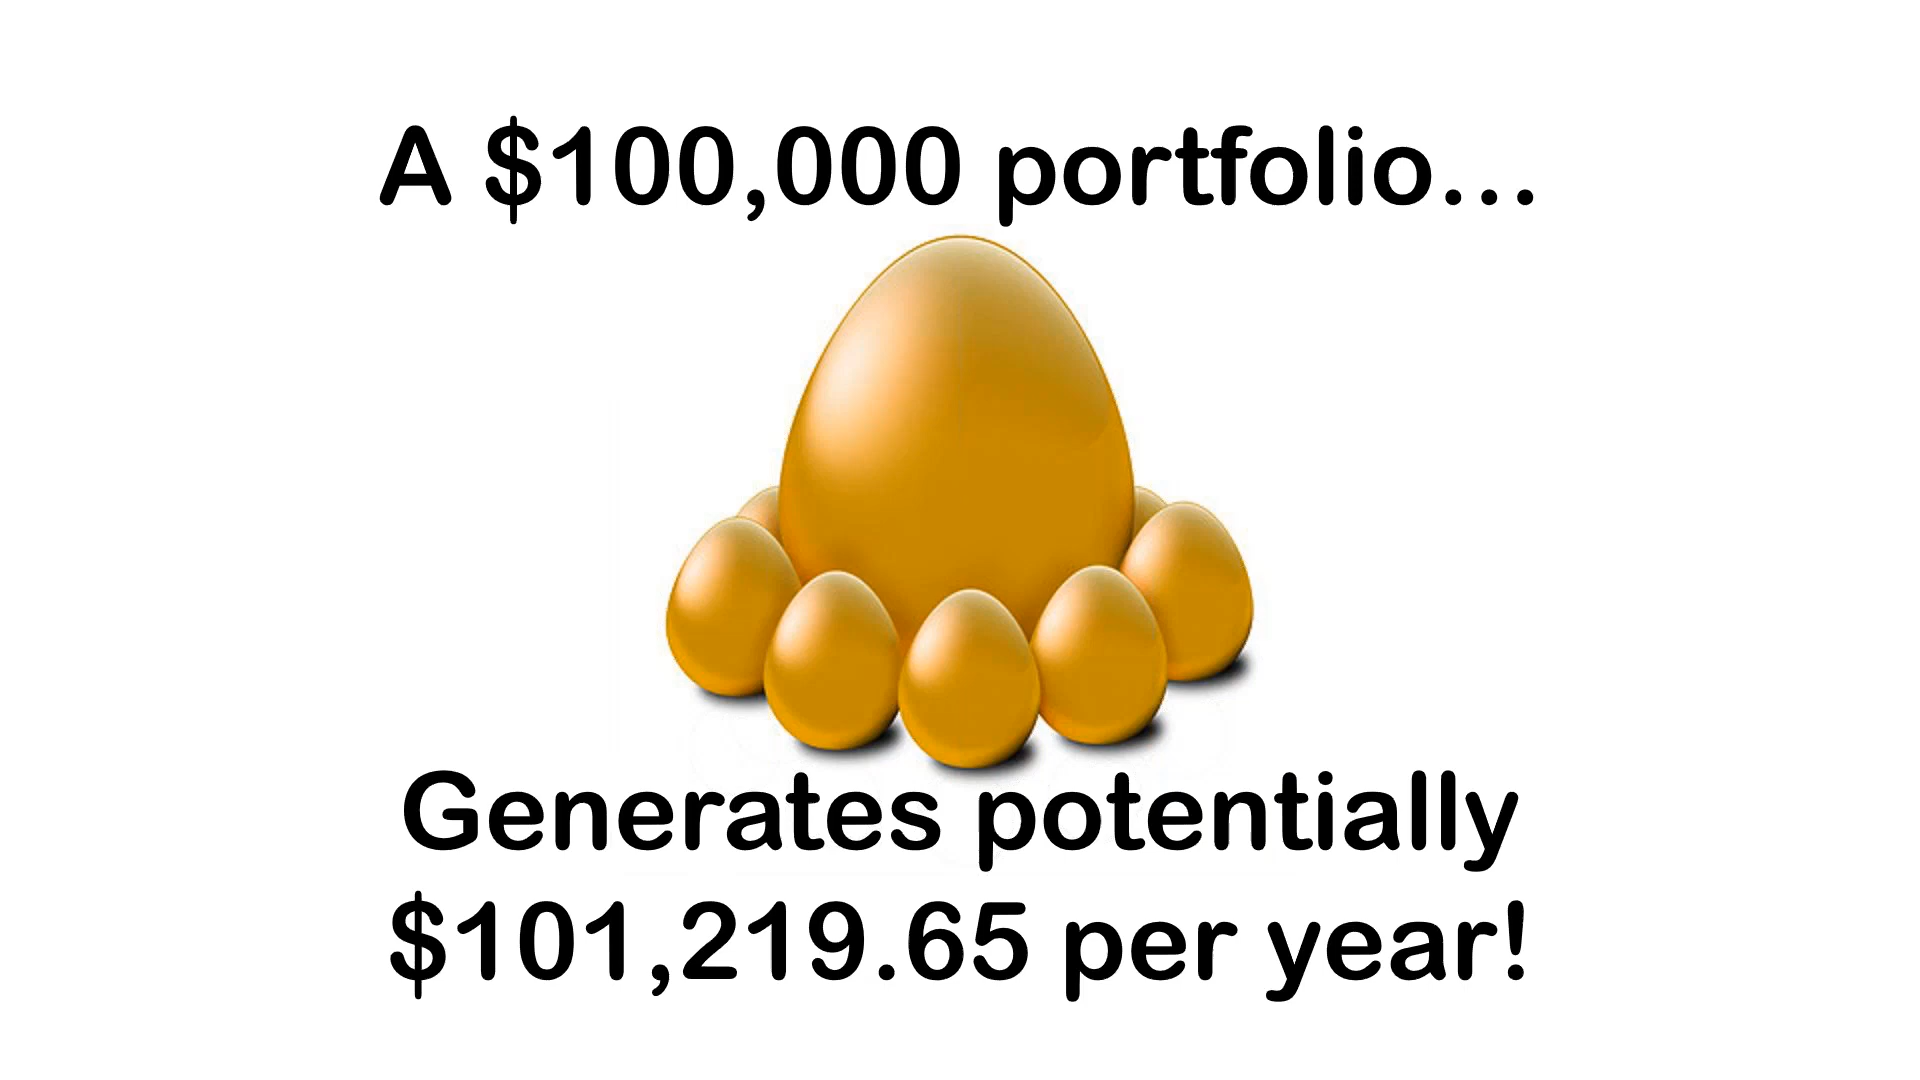 A $100,000 portfolio...
Generates potentially
$101,219.65 per year!